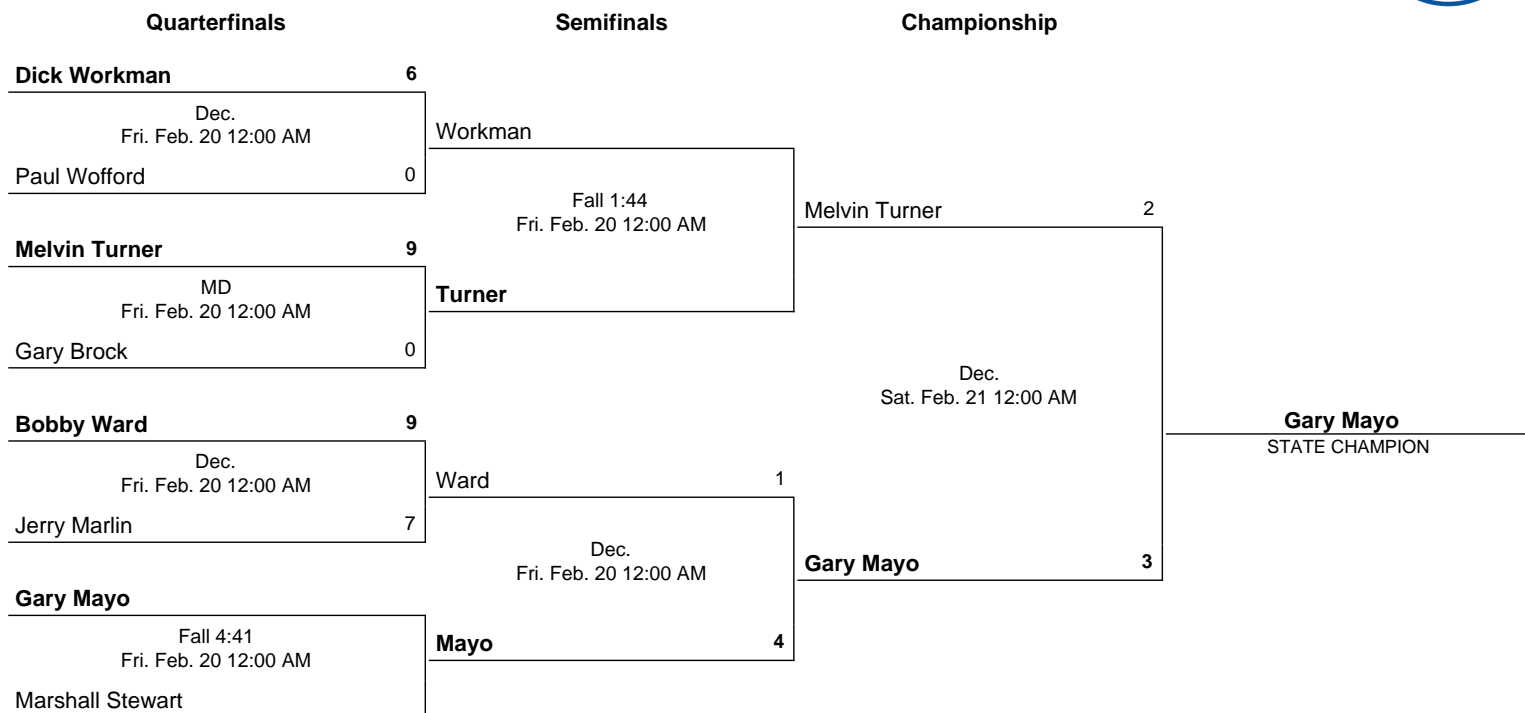 Quarterfinals Semifinals Championship
Dick Workman 6
Dec.
Fri. Feb. 20 12:00 AM
Workman
Paul Wofford 0
Fall 1:44
Fri. Feb. 20 12:00 AM
Melvin Turner 2
Melvin Turner 9
MD
Fri. Feb. 20 12:00 AM
Turner
Gary Brock 0
Dec.
Sat. Feb. 21 12:00 AM
Bobby Ward 9
Gary Mayo
STATE CHAMPION
Dec.
Fri. Feb. 20 12:00 AM
Ward 1
Jerry Marlin 7
Dec.
Fri. Feb. 20 12:00 AM
Gary Mayo 3
Gary Mayo
Fall 4:41
Fri. Feb. 20 12:00 AM
Mayo 4
Marshall Stewart